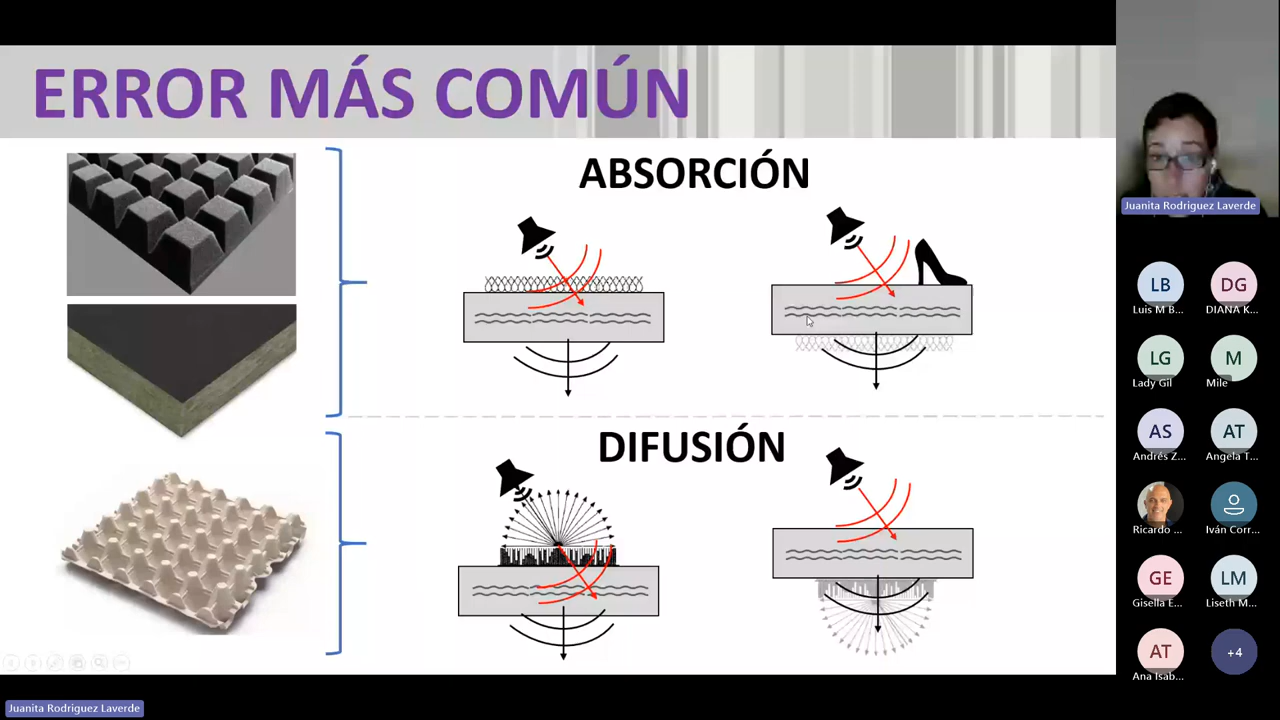 ERROR MÁS COMÚN
ABSORCIÓN
DIFUSIÓN
Juanita Rodriguez Laverde
LB
Luis M B...
DG
DIANA K...
LG
Lady Gil
M
Mile
AS
Andrés Z...
AT
Angela T...
Ricardo ...
Iván Corr...
GE
Gisella E...
LM
Liseth M...
AT
Ana Isab...
+4
Juanita Rodriguez Laverde